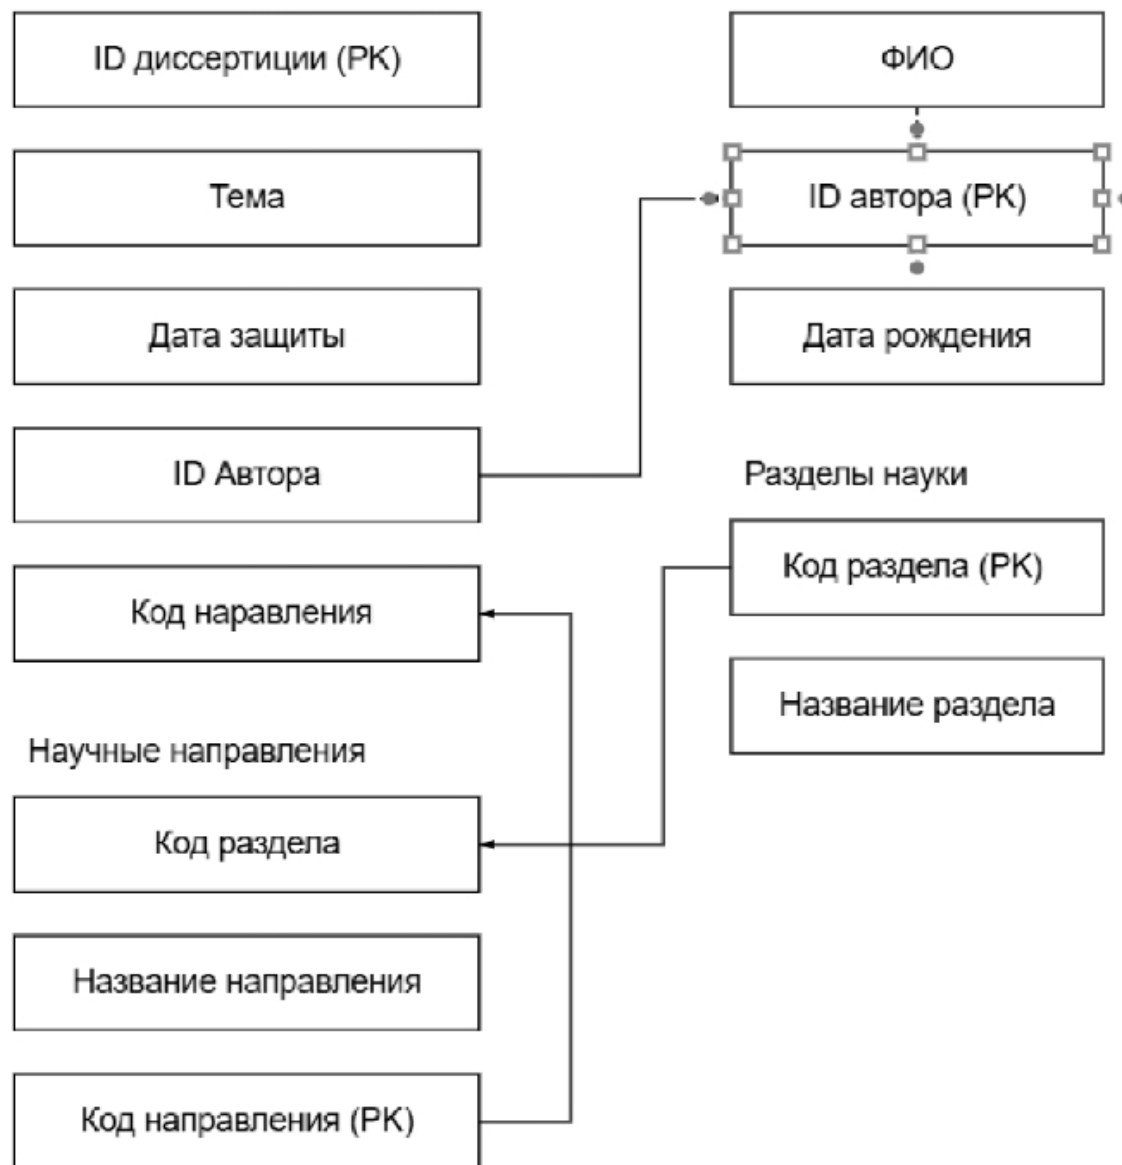 ID диссертиции (PK)
Тема
Дата защиты
ID Автора
Код наравления
Научные направления
Код раздела
Название направления
Код направления (PK)
ФИО
ID автора (PK)
Дата рождения
Разделы науки
Код раздела (PK)
Название раздела